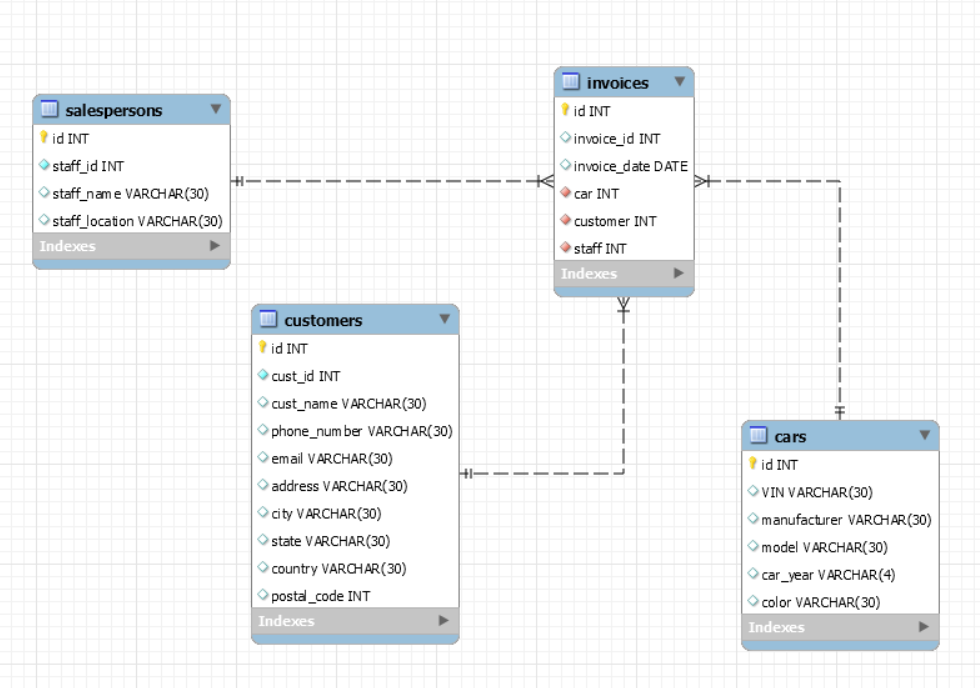 salespersons
id INT
staff_id INT
staff_name VARCHAR(30)
staff_location VARCHAR(30)
Indexes
invoices
id INT
invoice_id INT
invoice_date DATE
car INT
customer INT
staff INT
Indexes
customers
id INT
cust_id INT
cust_name VARCHAR(30)
phone_number VARCHAR(30)
email VARCHAR(30)
address VARCHAR(30)
city VARCHAR(30)
state VARCHAR(30)
country VARCHAR(30)
postal_code INT
Indexes
cars
id INT
VIN VARCHAR(30)
manufacturer VARCHAR(30)
model VARCHAR(30)
car_year VARCHAR(4)
color VARCHAR(30)
Indexes